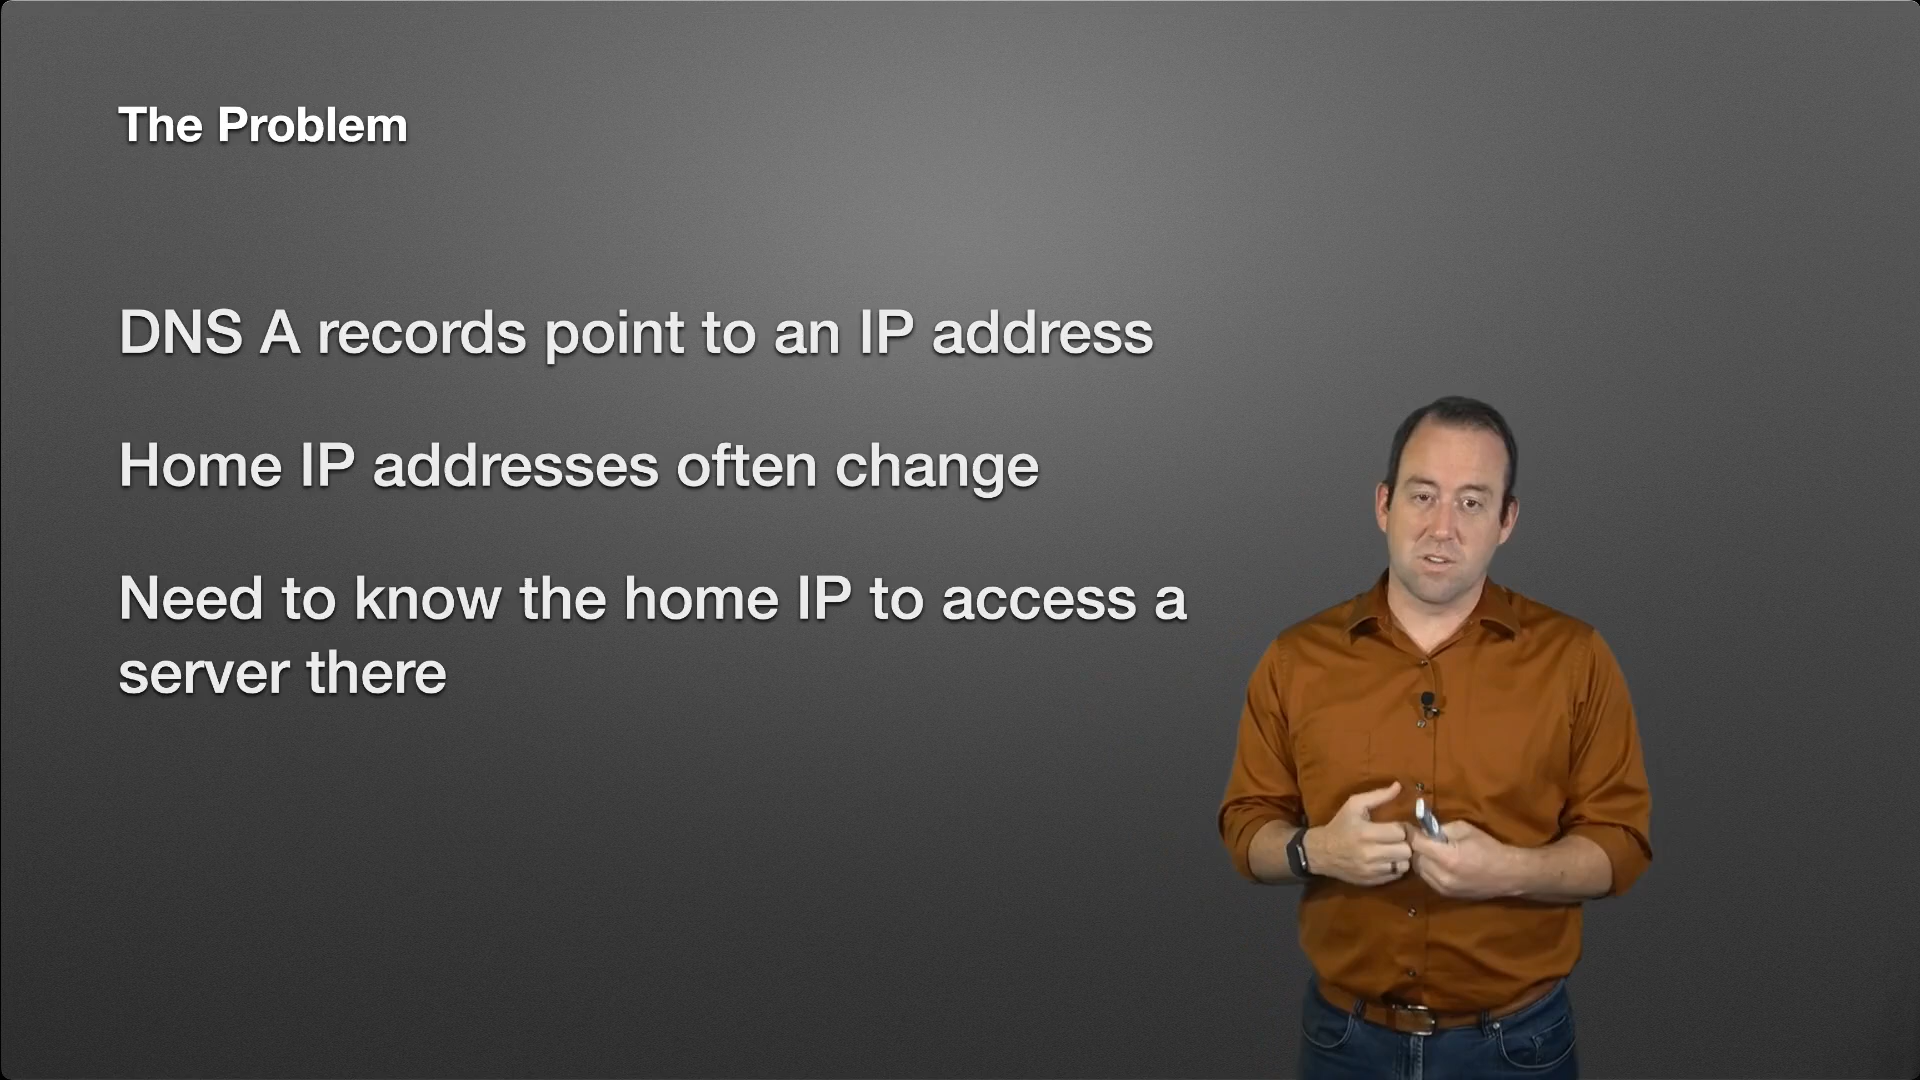 The Problem
DNS A records point to an IP address
Home IP addresses often change
Need to know the home IP to access a
server there